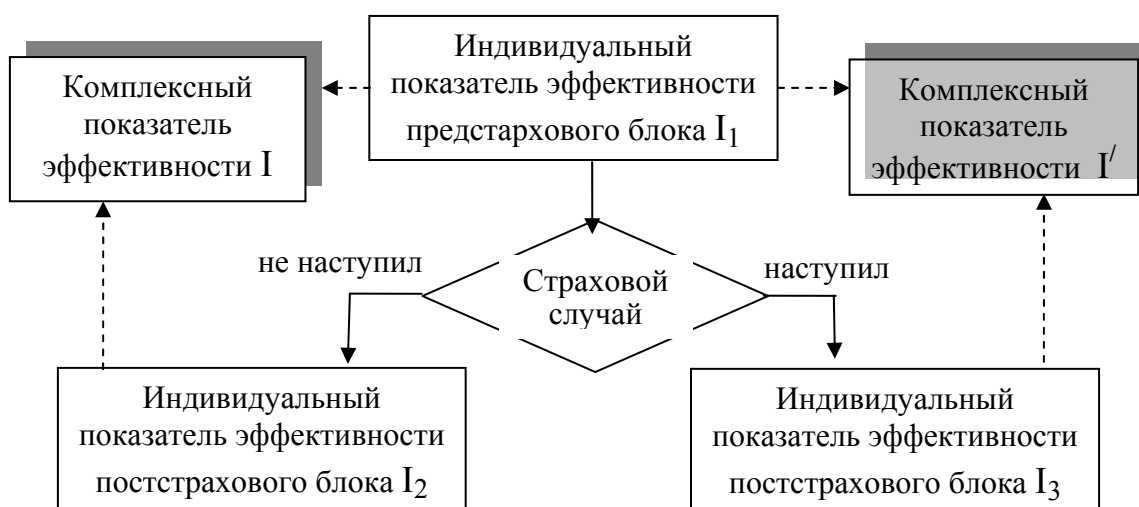 Индивидуальный
показатель эффективности
предстархового блока I₁
Комплексный
показатель
эффективности I
Комплексный
показатель
эффективности I/
не наступил
Страховой
случай
наступил
Индивидуальный
показатель эффективности
постстрахового блока I₂
Индивидуальный
показатель эффективности
постстрахового блока I₃